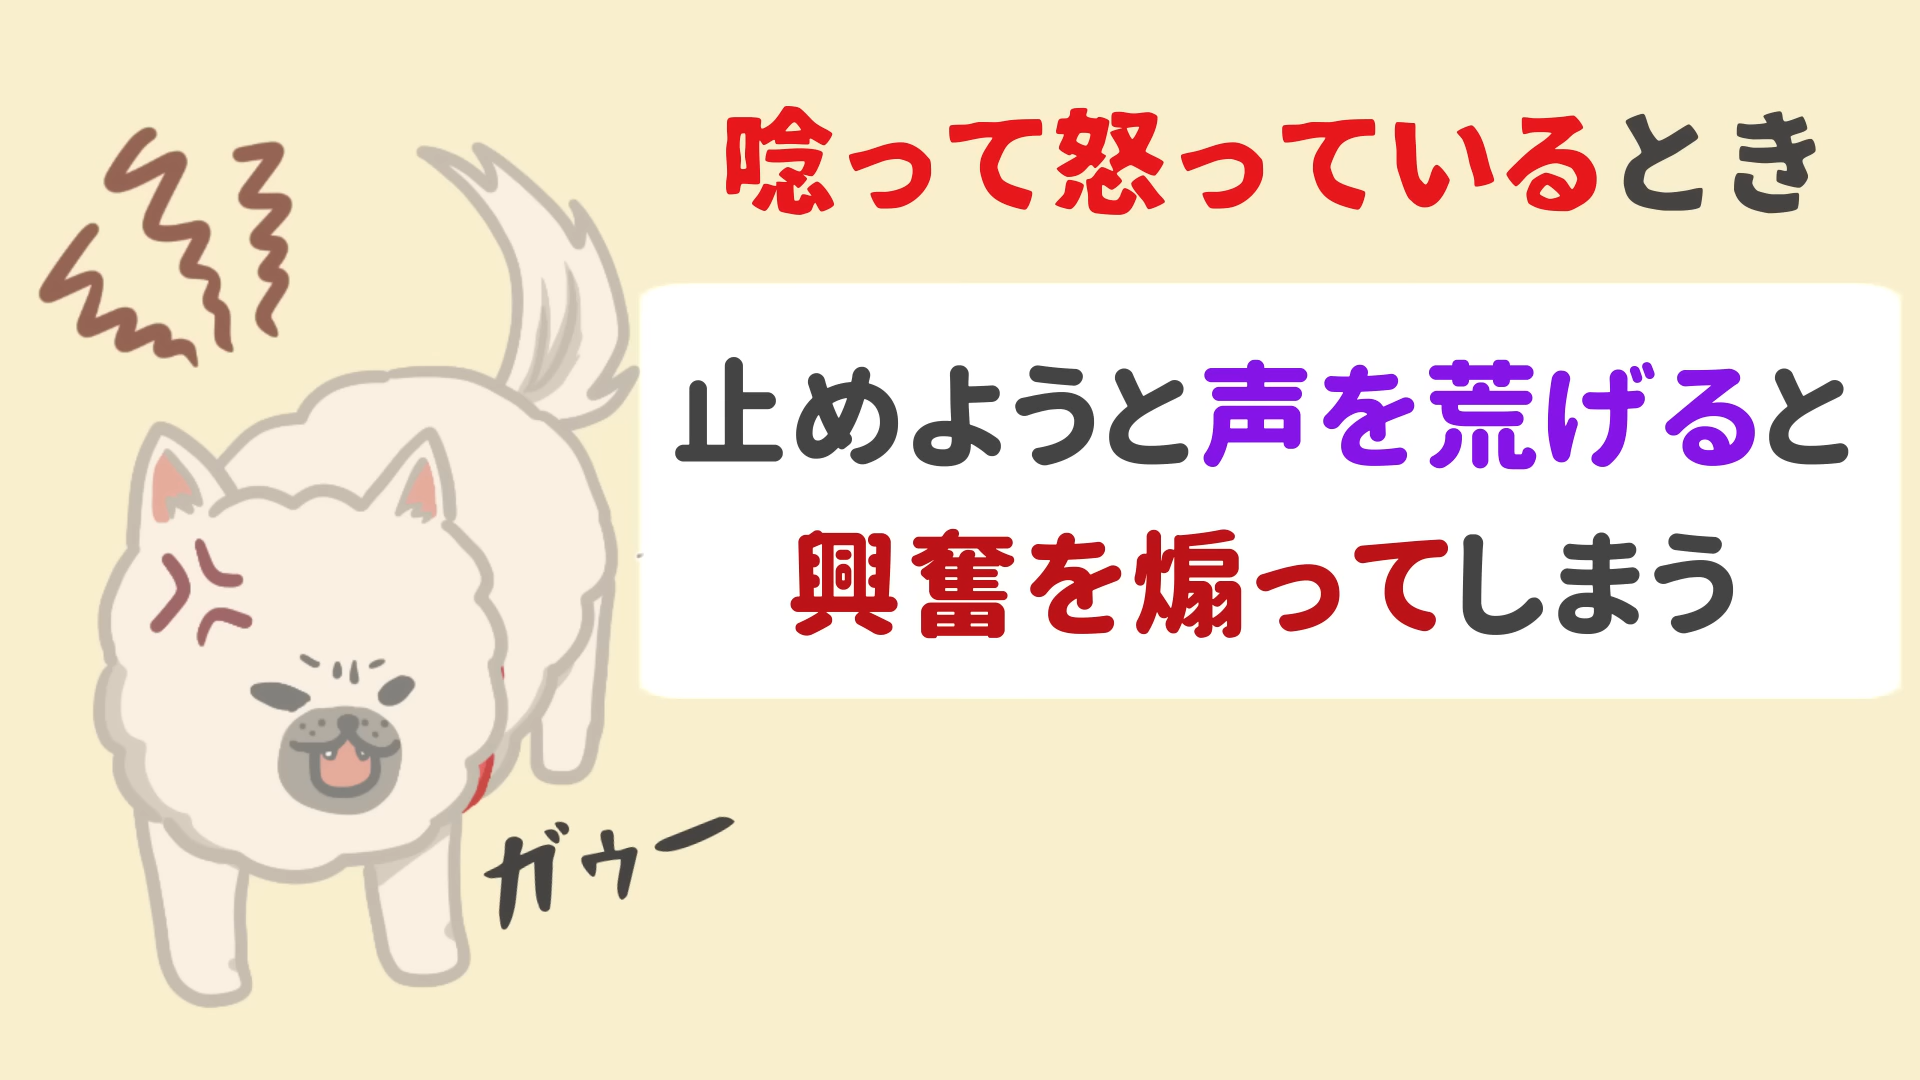 唸って怒っているとき
止めようと声を荒げると
興奮を煽ってしまう
ガゥー